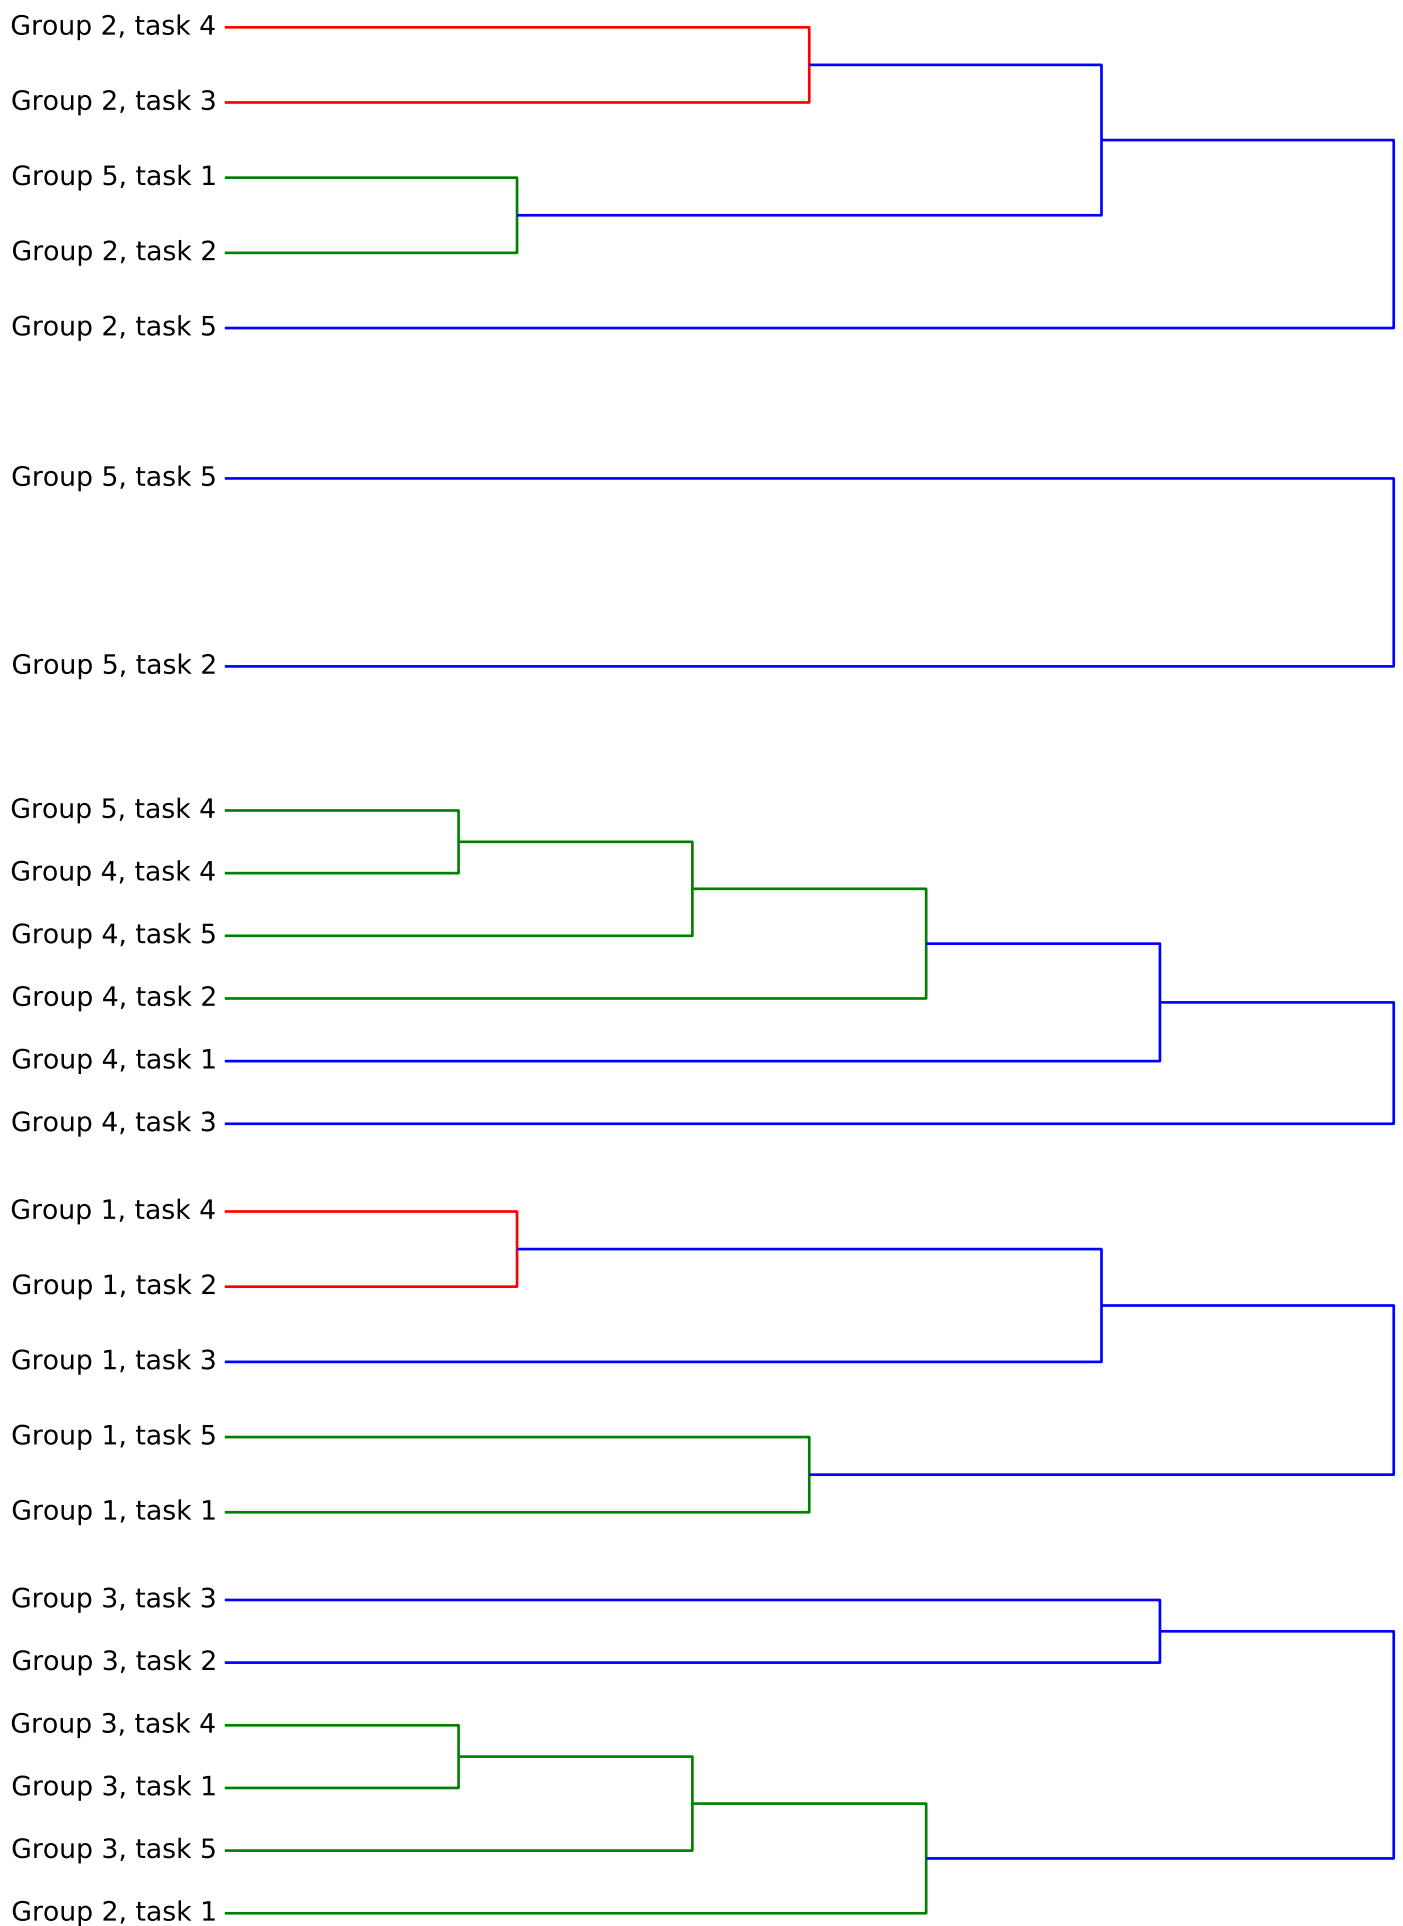 Group 2, task 4
Group 2, task 3
Group 5, task 1
Group 2, task 2
Group 2, task 5
Group 5, task 5
Group 5, task 2
Group 5, task 4
Group 4, task 4
Group 4, task 5
Group 4, task 2
Group 4, task 1
Group 4, task 3
Group 1, task 4
Group 1, task 2
Group 1, task 3
Group 1, task 5
Group 1, task 1
Group 3, task 3
Group 3, task 2
Group 3, task 4
Group 3, task 1
Group 3, task 5
Group 2, task 1